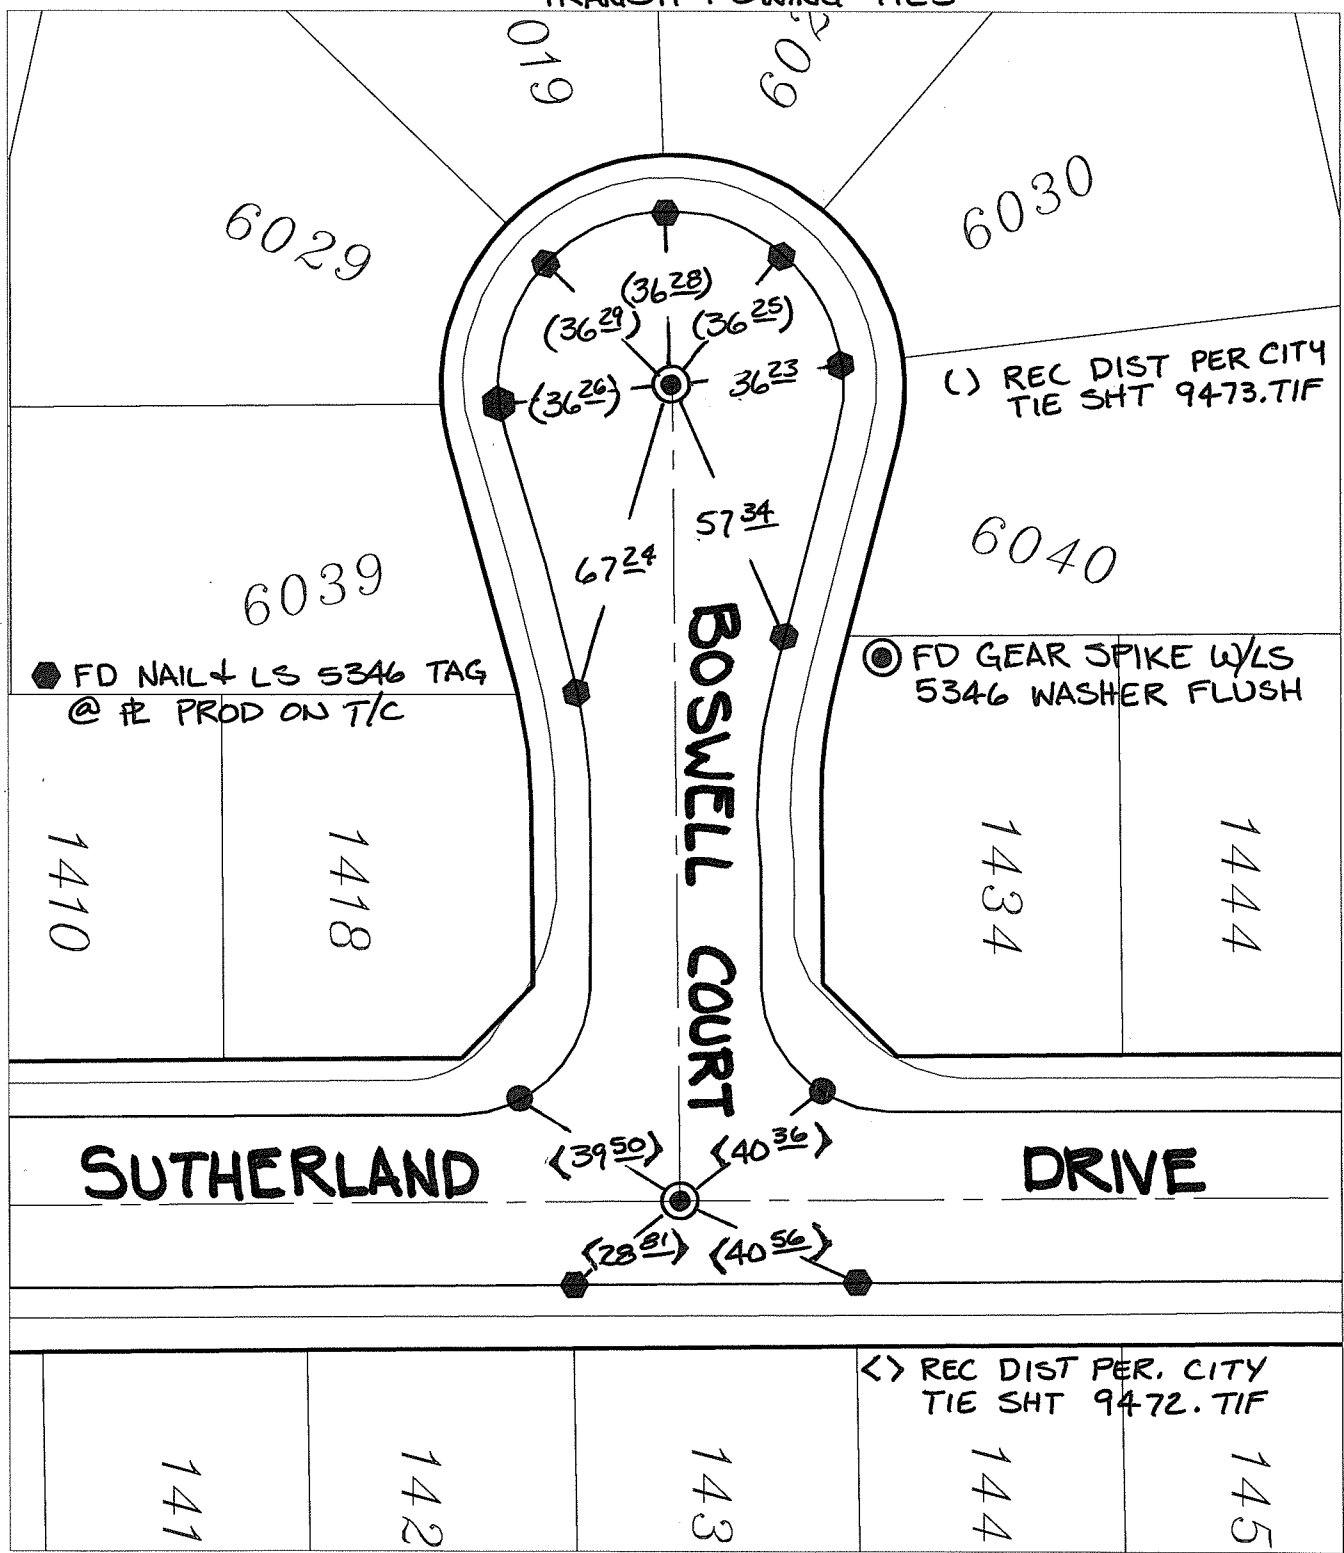 019
609
6029
6030
(36 28)
(36 29)
(36 25)
(36 26)
36 23
() REC DIST PER CITY
TIE SHT 9473.TIF
57 34
67 24
6039
6040
FD NAIL & LS 5346 TAG
@ PL PROD ON T/C
FD GEAR SPIKE W/LS
5346 WASHER FLUSH
BOSWELL COURT
1410
1418
1434
1444
<39 50>
<40 36>
SUTHERLAND DRIVE
<28 81>
<40 56>
<> REC DIST PER. CITY
TIE SHT 9472.TIF
141
142
143
144
145